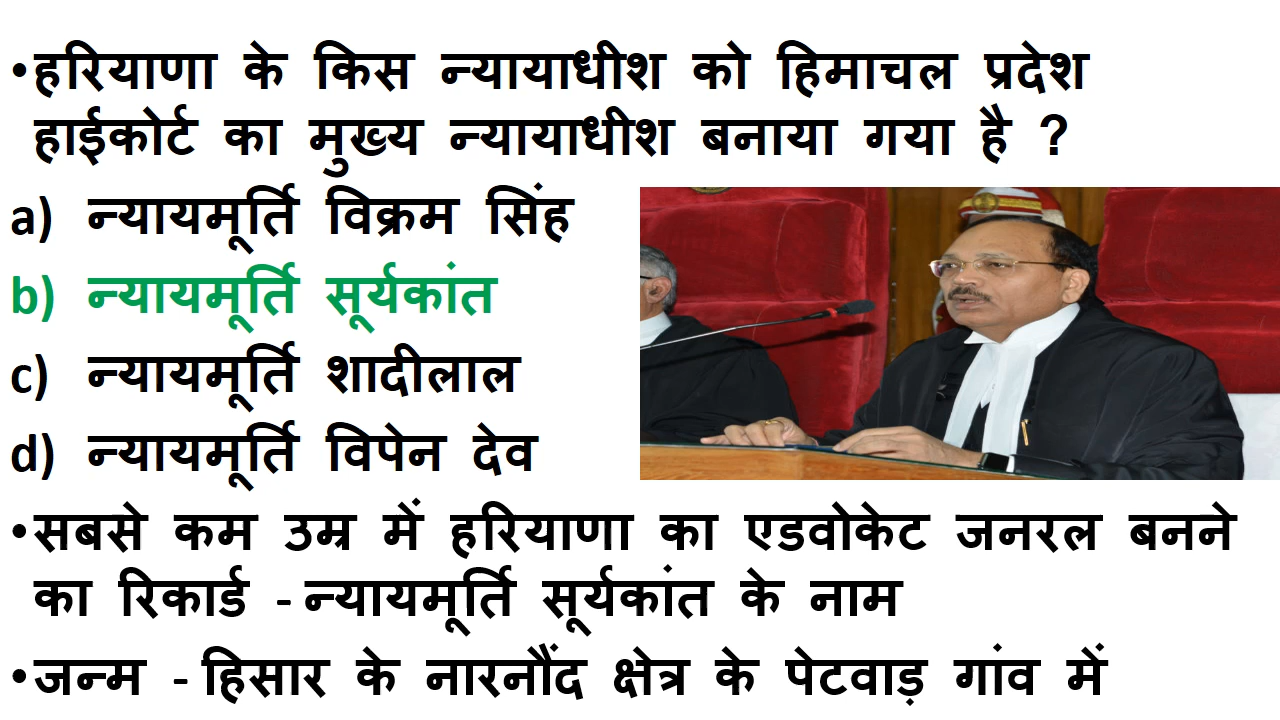 •हरियाणा के किस न्यायाधीश को हिमाचल प्रदेश
हाईकोर्ट का मुख्य न्यायाधीश बनाया गया है ?
a) न्यायमूर्ति विक्रम सिंह
b) न्यायमूर्ति सूर्यकांत
c) न्यायमूर्ति शादीलाल
d) न्यायमूर्ति विपेन देव
•सबसे कम उम्र में हरियाणा का एडवोकेट जनरल बनने
का रिकार्ड - न्यायमूर्ति सूर्यकांत के नाम
•जन्म - हिसार के नारनौंद क्षेत्र के पेटवाड़ गांव में